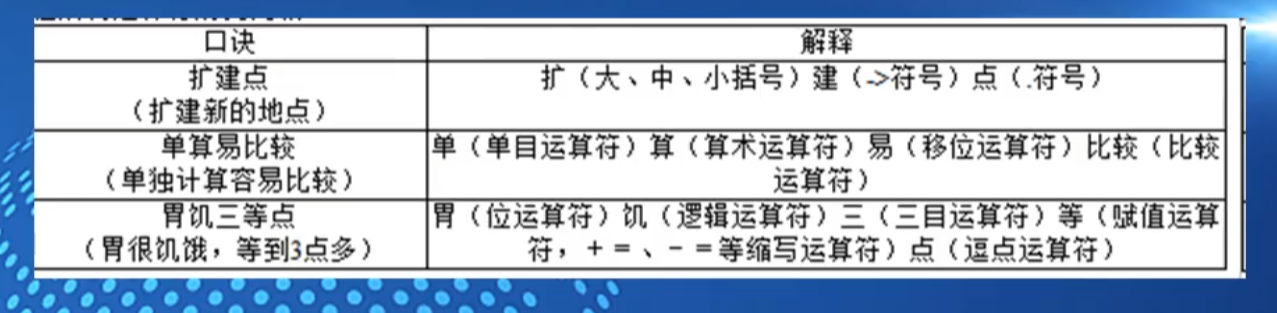 口诀
解释
扩建点
(扩建新的地点)
扩(大、中、小括号)建(->符号)点(.符号)
单算易比较
(单独计算容易比较)
单(单目运算符)算(算术运算符)易(移位运算符)比较(比较
运算符)
胃饥三等点
(胃很饥饿,等到3点多)
胃(位运算符)饥(逻辑运算符)三(三目运算符)等(赋值运算
符,+=、-=等缩写运算符)点(逗点运算符)